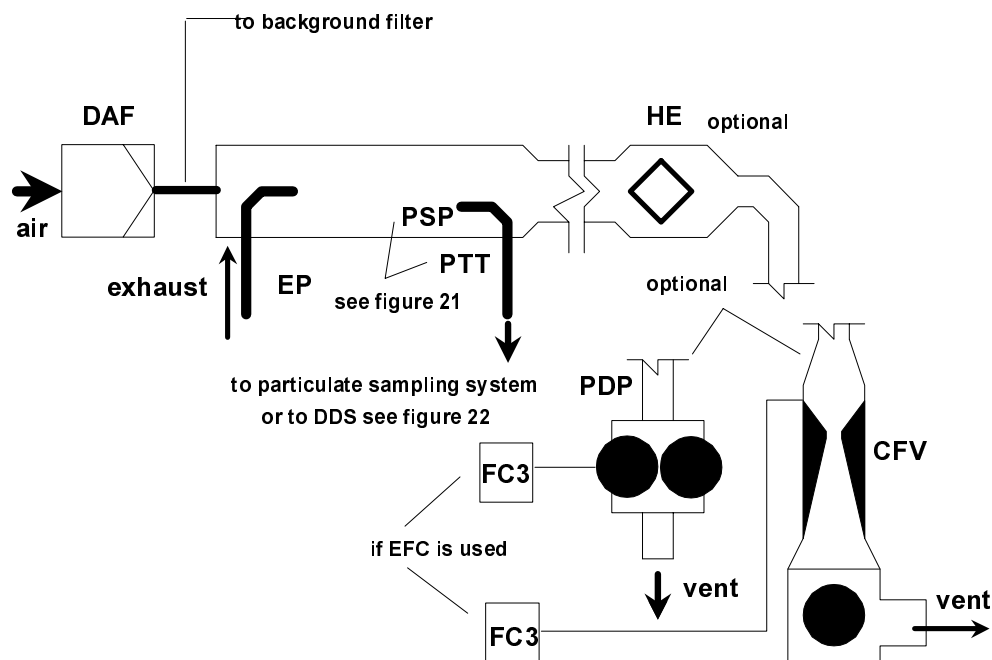 to background filter
DAF
HE
optional
air
PSP
PTT
exhaust
EP
see figure 21
optional
to particulate sampling system
or to DDS see figure 22
PDP
CFV
FC3
if EFC is used
vent
vent
FC3